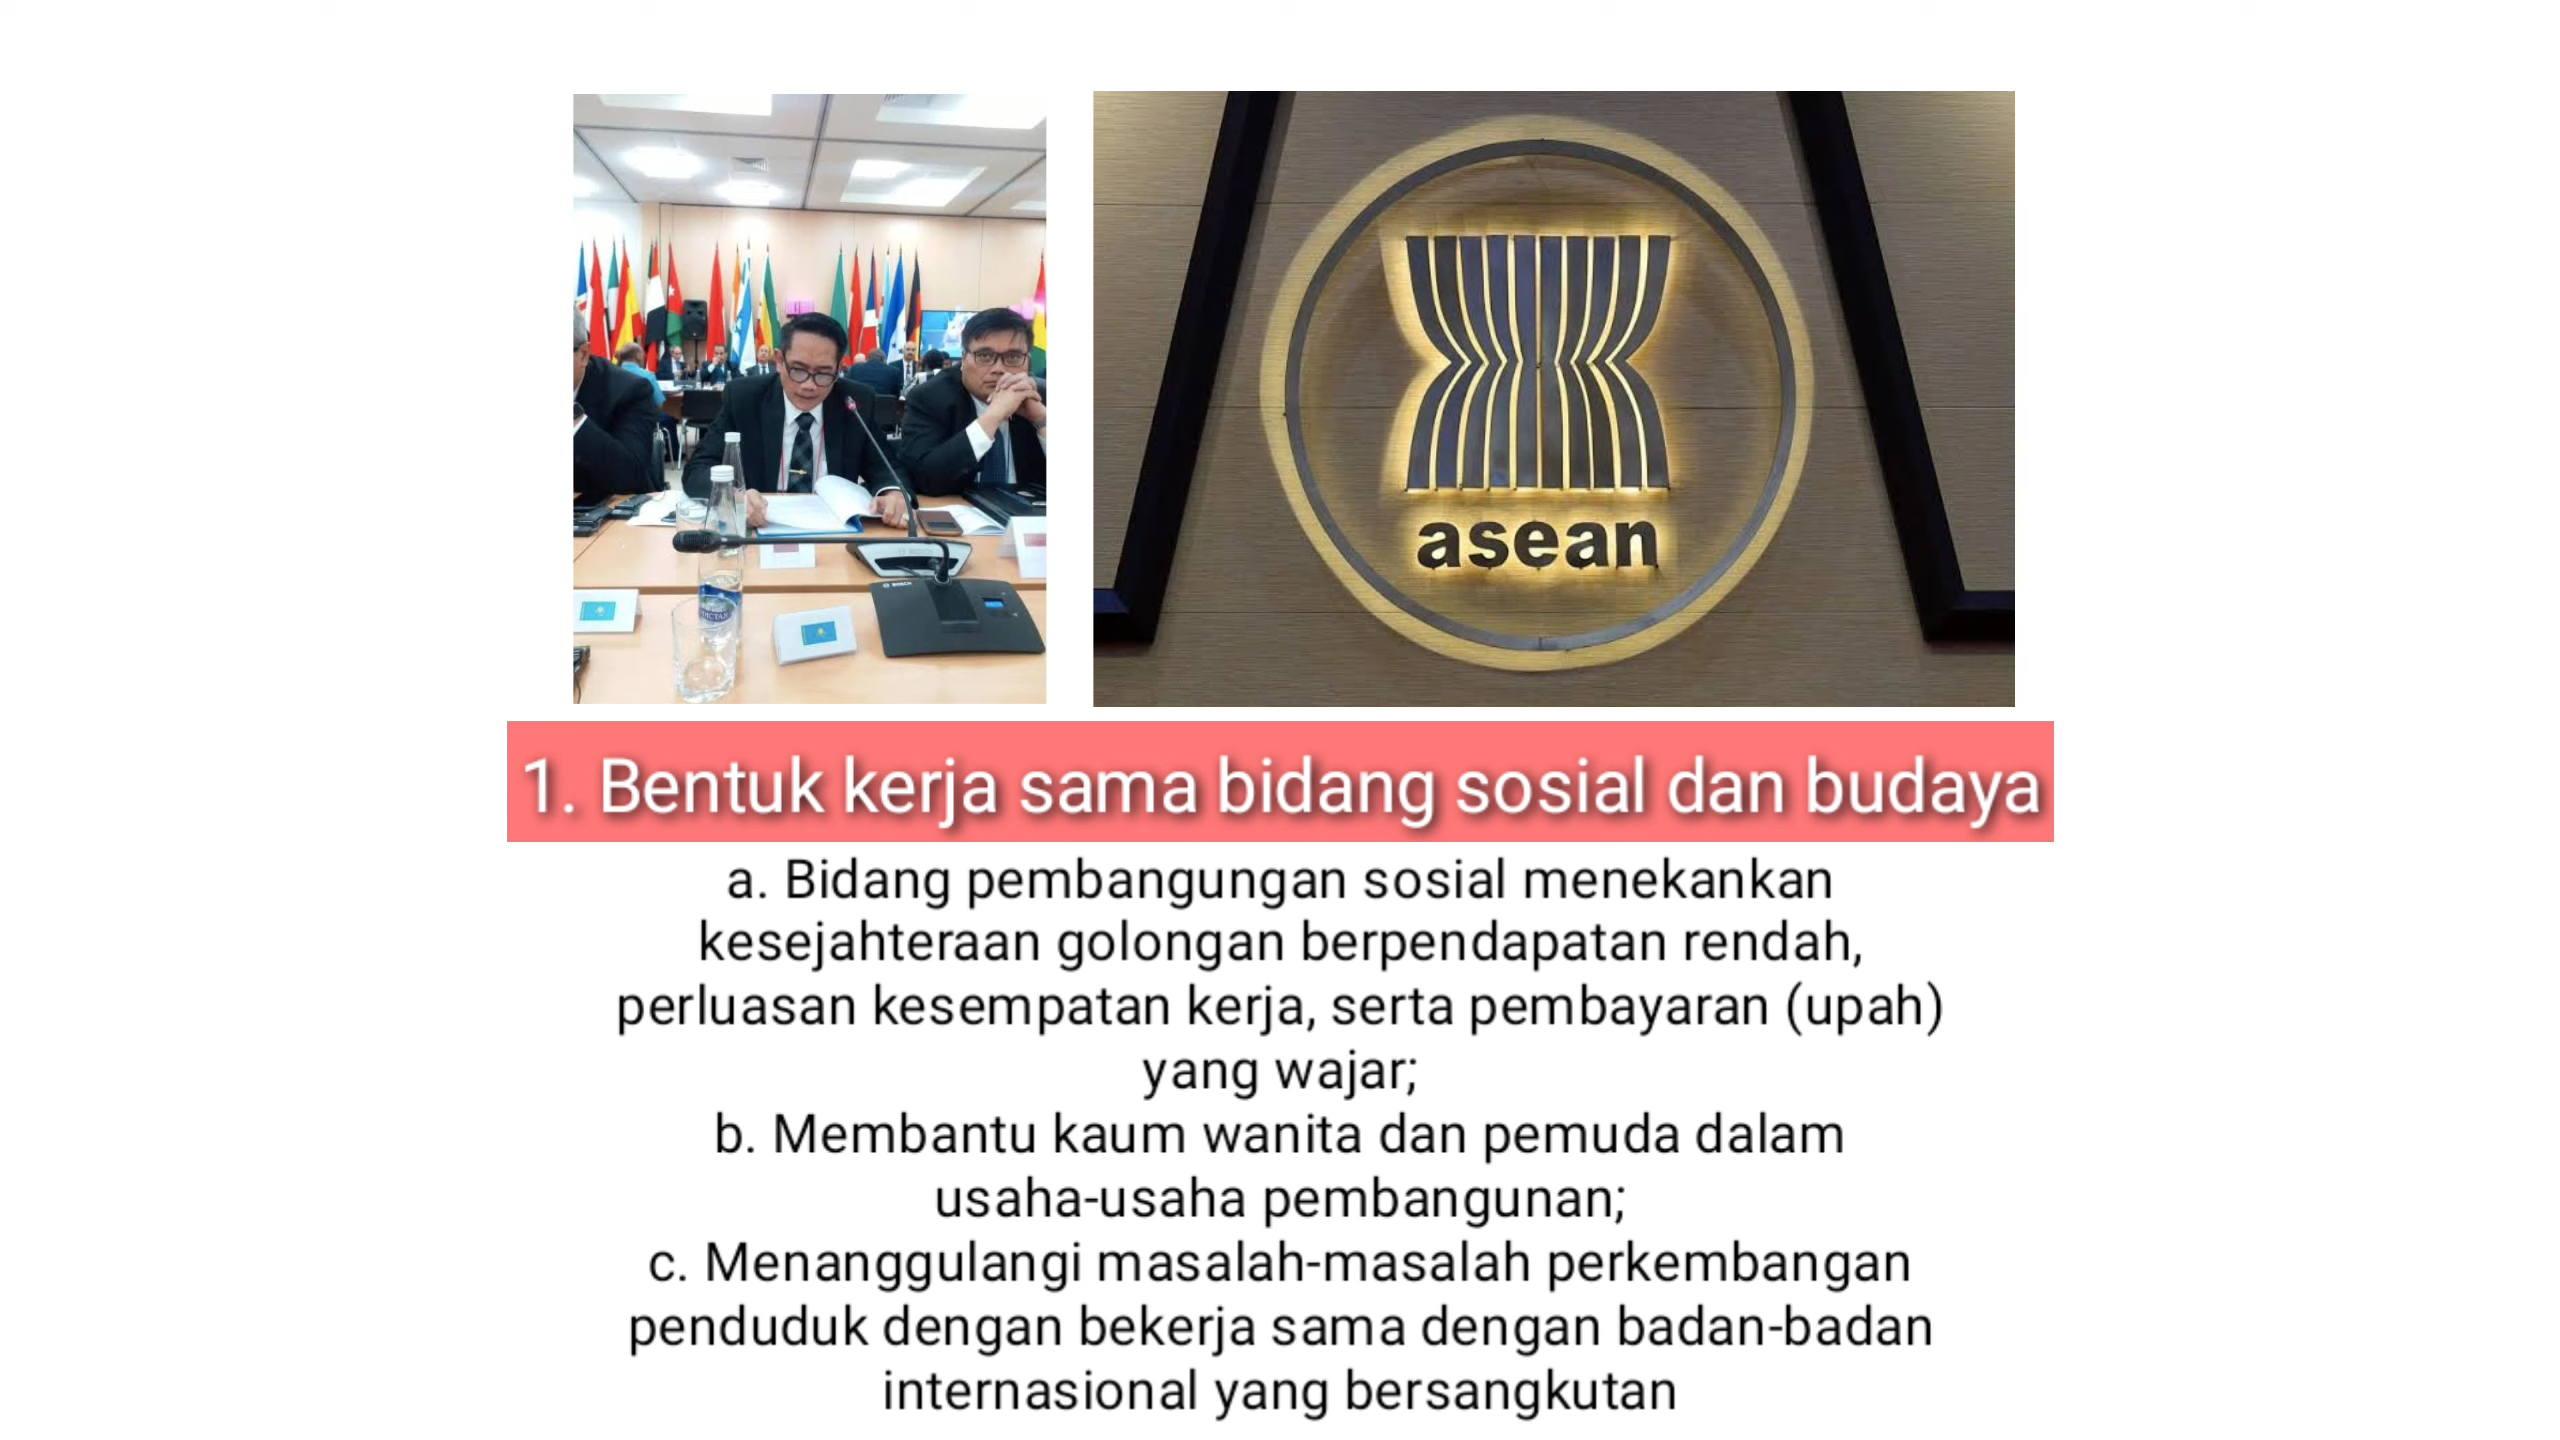 asean
BOSCH
1. Bentuk kerja sama bidang sosial dan budaya
a. Bidang pembangungan sosial menekankan
kesejahteraan golongan berpendapatan rendah,
perluasan kesempatan kerja, serta pembayaran (upah)
yang wajar;
b. Membantu kaum wanita dan pemuda dalam
usaha-usaha pembangunan;
c. Menanggulangi masalah-masalah perkembangan
penduduk dengan bekerja sama dengan badan-badan
internasional yang bersangkutan